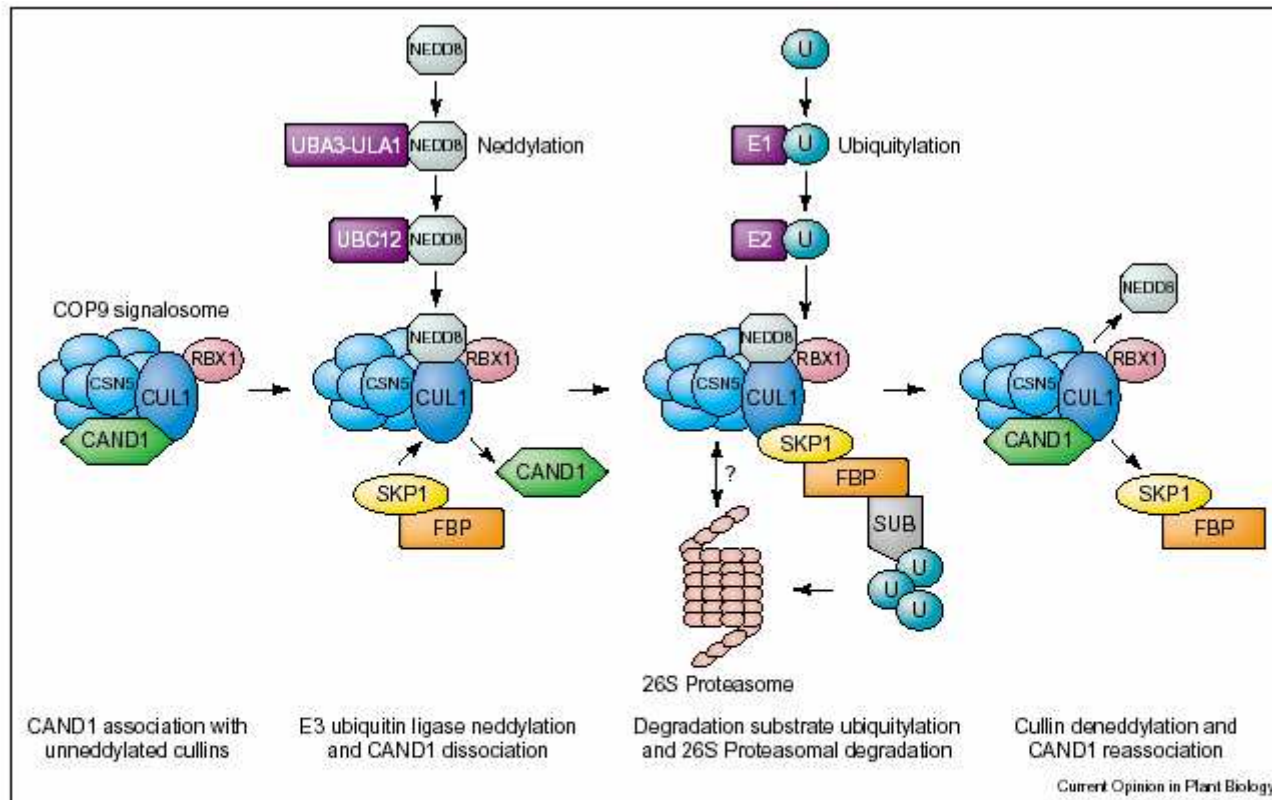 NEDD8
U
UBA3-ULA1
NEDD8
Neddylation
E1
U
Ubiquitylation
UBC12
NEDD8
E2
U
NEDD8
COP9 signalosome
NEDD8
NEDD8
RBX1
RBX1
RBX1
RBX1
CSN5
CUL1
CSN5
CUL1
CSN5
CUL1
CSN5
CUL1
CAND1
SKP1
FBP
CAND1
SKP1
FBP
CAND1
SKP1
FBP
?
SUB
U
U
U
26S Proteasome
CAND1 association with
unneddylated cullins
E3 ubiquitin ligase neddylation
and CAND1 dissociation
Degradation substrate ubiquitylation
and 26S Proteasomal degradation
Cullin deneddylation and
CAND1 reassociation
Current Opinion in Plant Biology